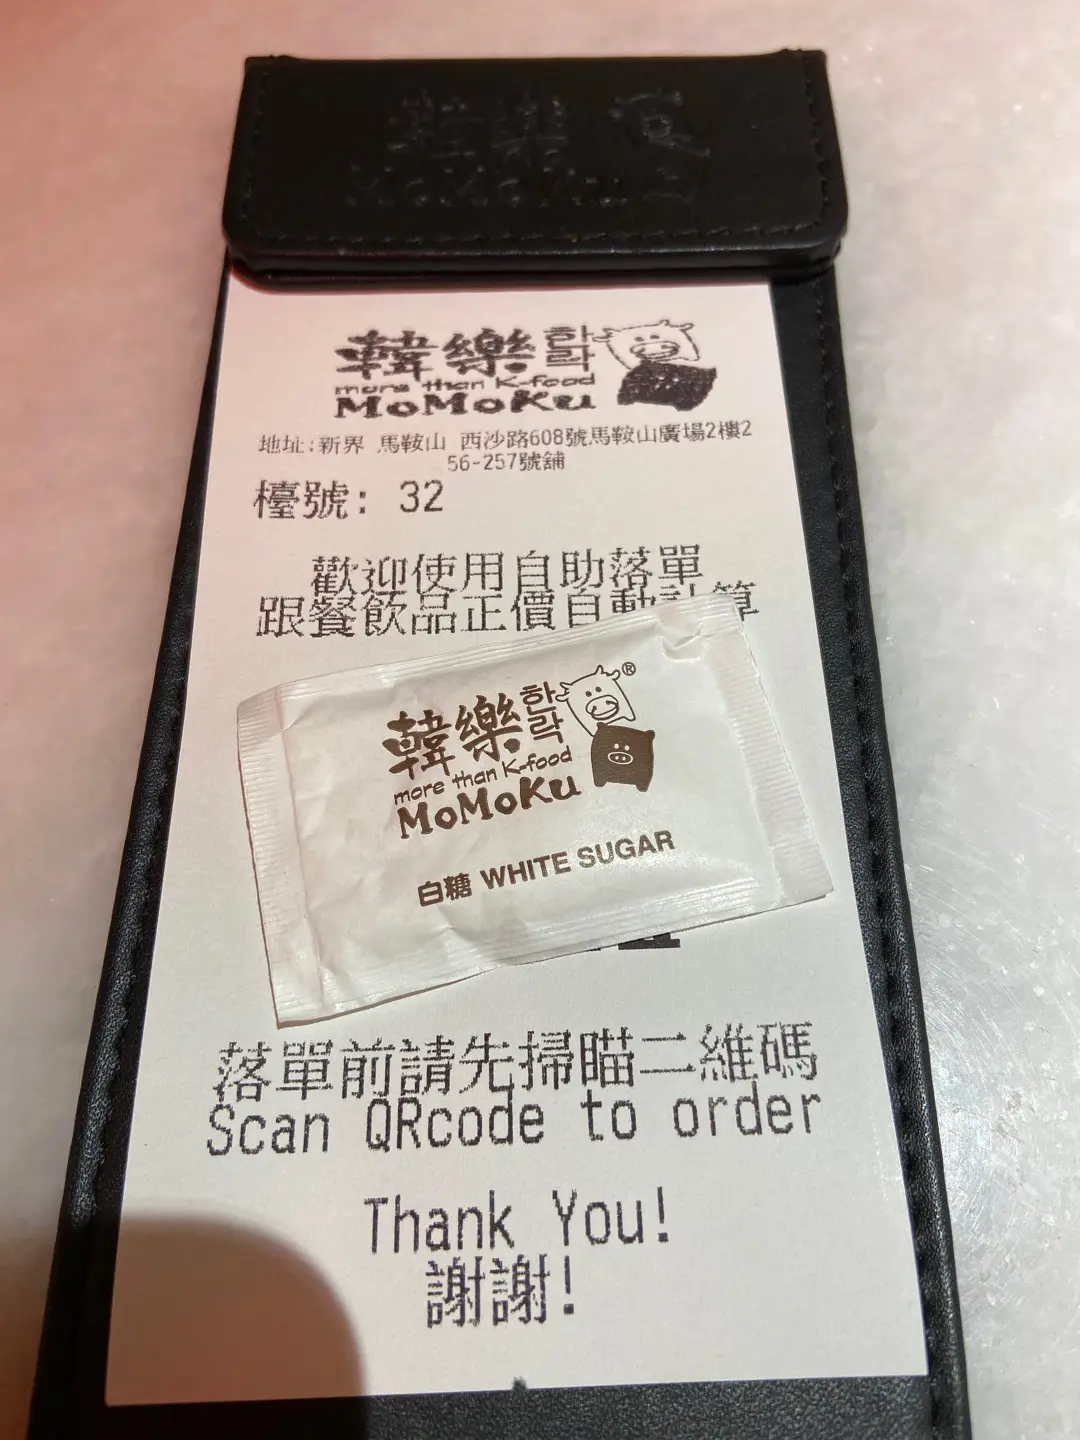 韓樂 한락
more than K-food
MoMoKu
地址:新界 馬鞍山 西沙路608號馬鞍山廣場2樓2
56-257號舖
檯號: 32
歡迎使用自助落單
跟餐飲品正價自動計算
韓樂 한락 ®
more than K-food
MoMoKu
白糖 WHITE SUGAR
落單前請先掃瞄二維碼
Scan QRcode to order
Thank You!
謝謝!